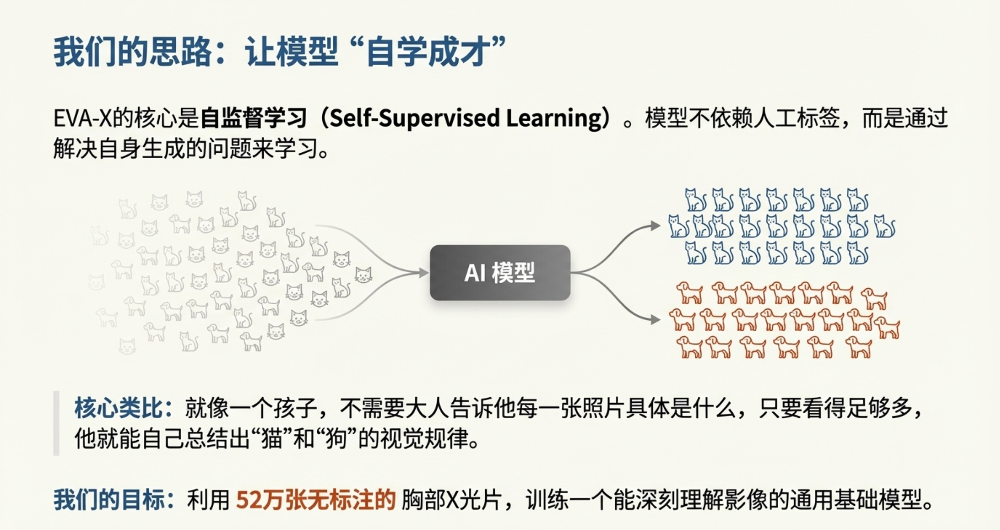 我们的思路：让模型“自学成才”
EVA-X的核心是自监督学习（Self-Supervised Learning）。模型不依赖人工标签，而是通过
解决自身生成的问题来学习。
AI 模型
核心类比：就像一个孩子，不需要大人告诉他每一张照片具体是什么，只要看得足够多，
他就能自己总结出“猫”和“狗”的视觉规律。
我们的目标：利用 52万张无标注的 胸部X光片，训练一个能深刻理解影像的通用基础模型。